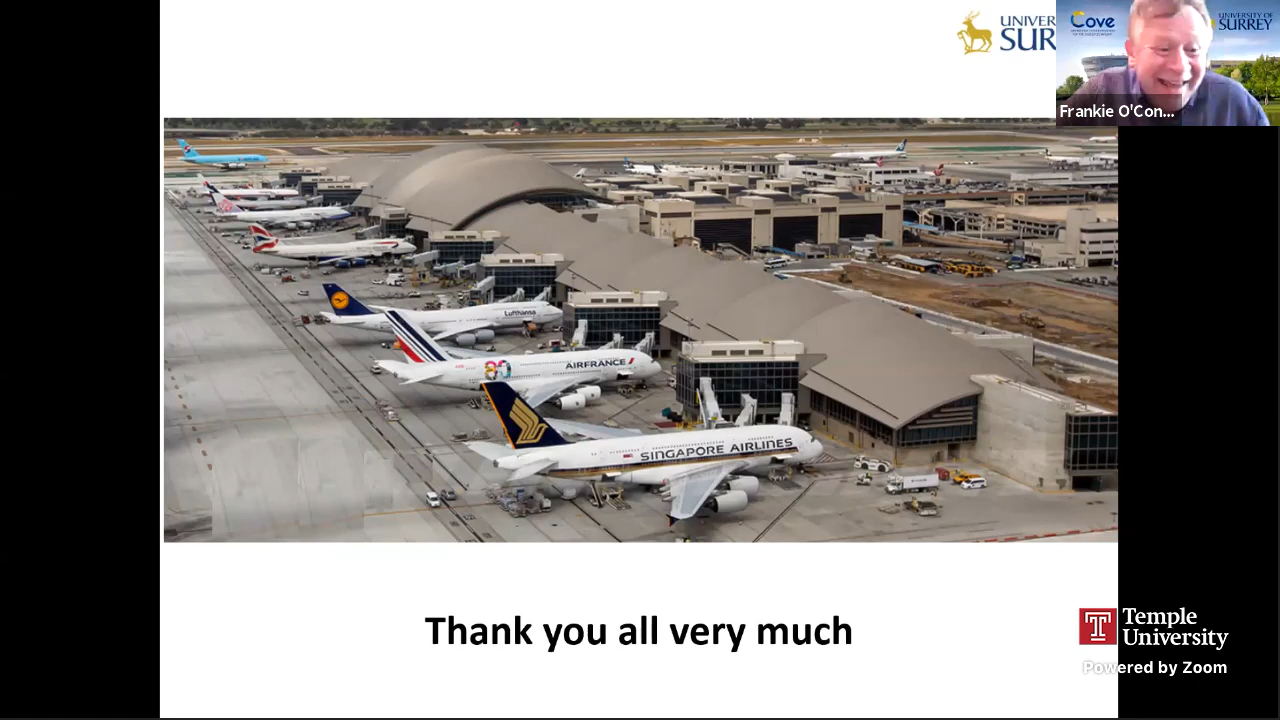 UNIVER
SUR
Cove
UNIVERSITY OF
SURREY
Frankie O'Con...
Lufthansa
AIRFRANCE
SINGAPORE AIRLINES
Thank you all very much
Temple
University
Powered by Zoom